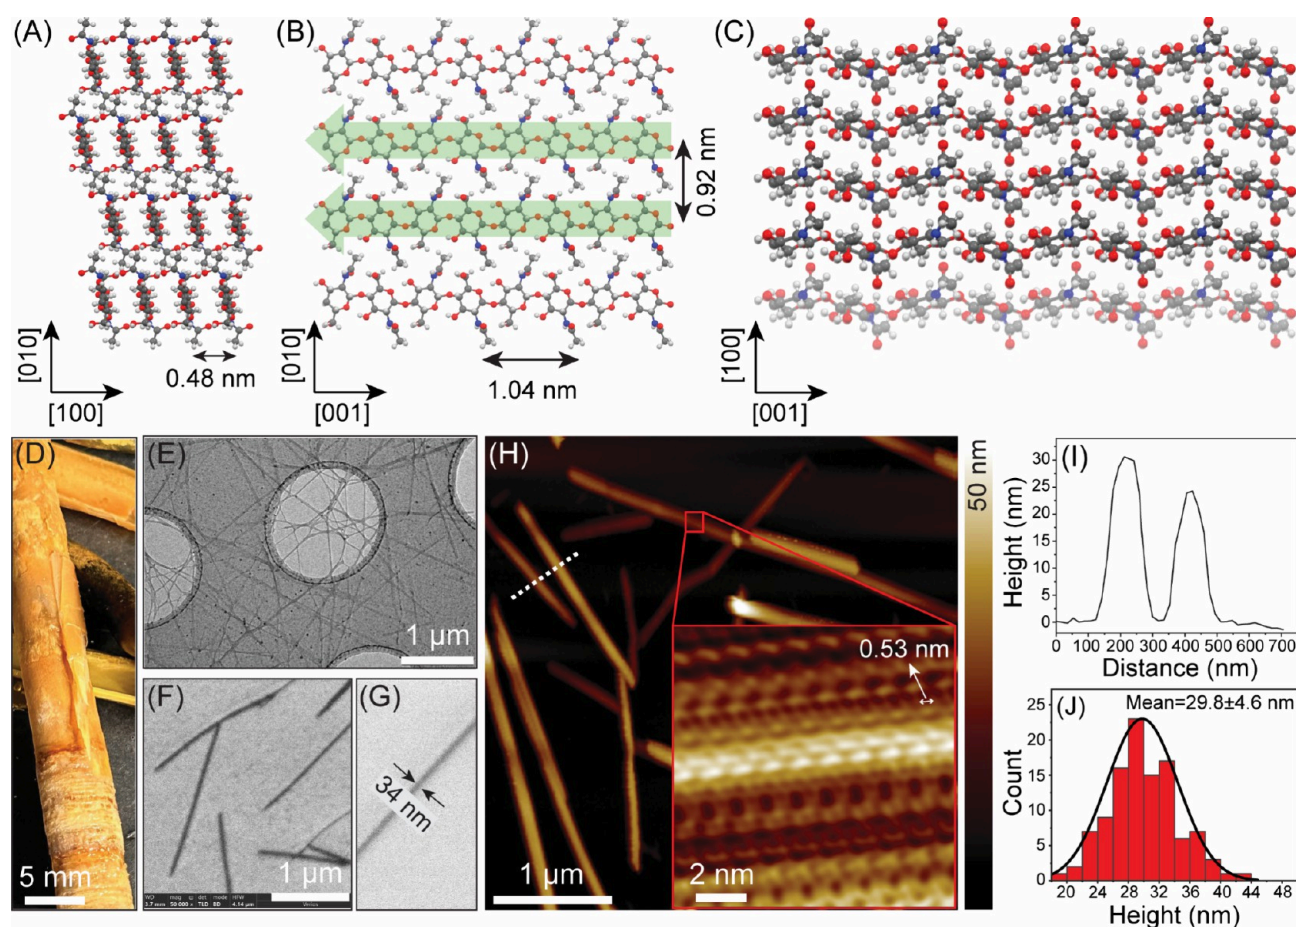 (A)
(B)
(C)
[010]
[100]
0.48 nm
[010]
[001]
1.04 nm
0.92 nm
[100]
[001]
(D)
5 mm
(E)
1 µm
(F)
1 µm
(G)
34 nm
(H)
1 µm
0.53 nm
2 nm
50 nm
(I)
Height (nm)
30
25
20
15
10
5
0
0 100 200 300 400 500 600 700
Distance (nm)
(J)
Mean=29.8±4.6 nm
Count
25
20
15
10
5
0
20 24 28 32 36 40 44 48
Height (nm)